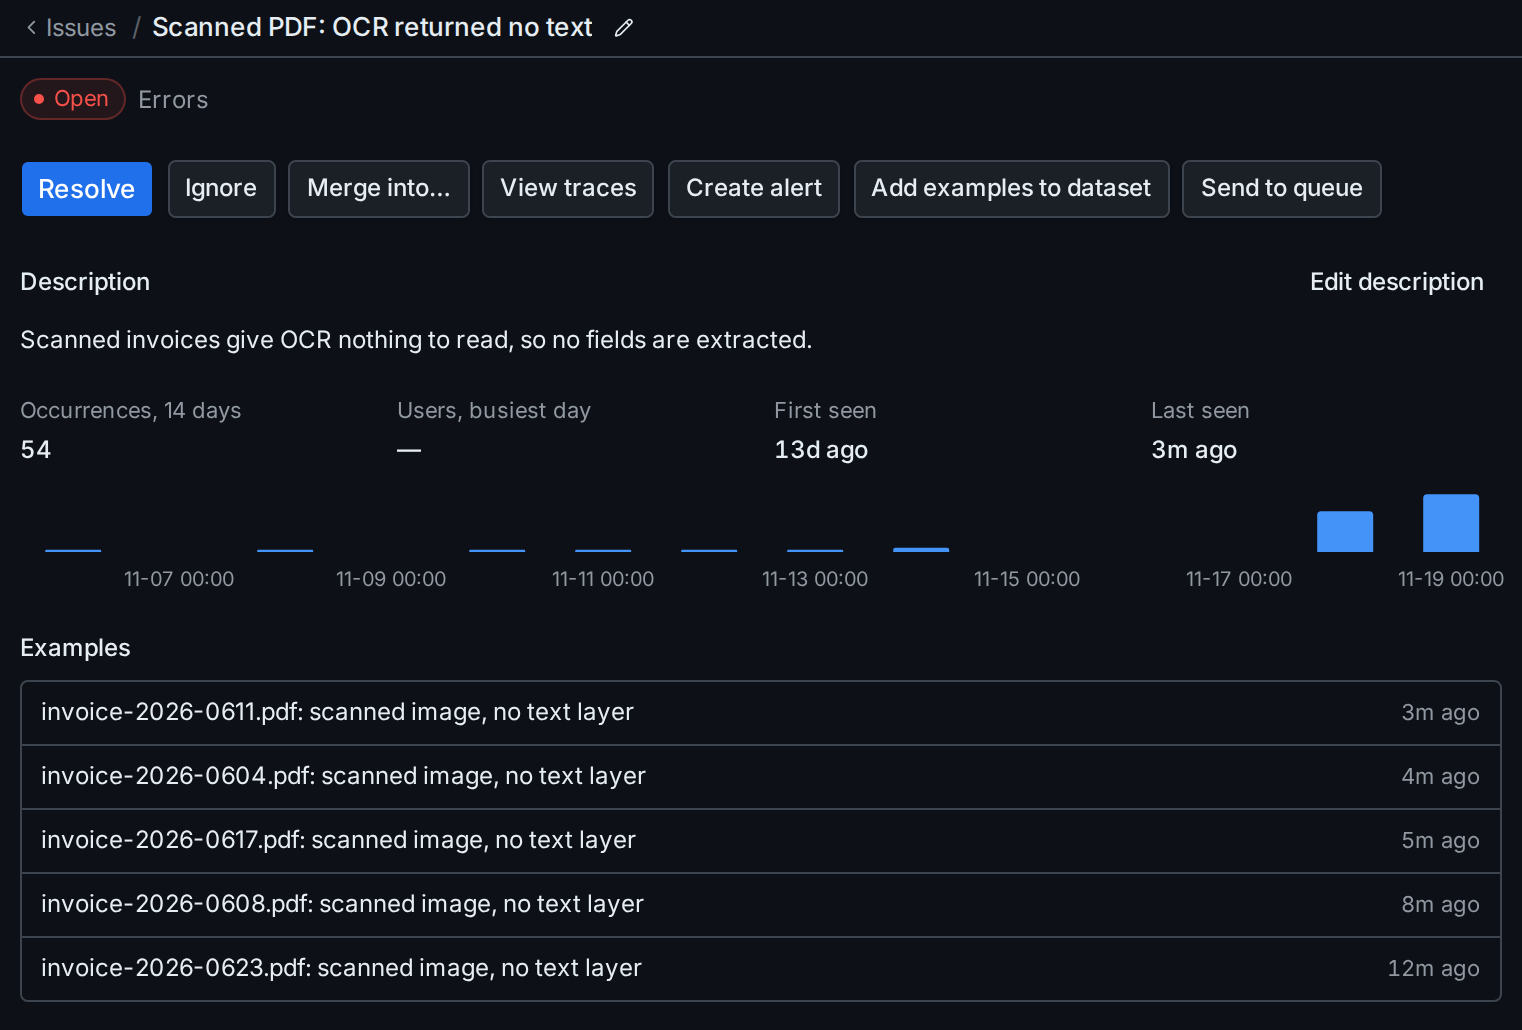 Issues / Scanned PDF: OCR returned no text
Open Errors
Resolve Ignore Merge into... View traces Create alert Add examples to dataset Send to queue
Description Edit description
Scanned invoices give OCR nothing to read, so no fields are extracted.
Occurrences, 14 days Users, busiest day First seen Last seen
54 — 13d ago 3m ago
11-07 00:00 11-09 00:00 11-11 00:00 11-13 00:00 11-15 00:00 11-17 00:00 11-19 00:00
Examples
invoice-2026-0611.pdf: scanned image, no text layer 3m ago
invoice-2026-0604.pdf: scanned image, no text layer 4m ago
invoice-2026-0617.pdf: scanned image, no text layer 5m ago
invoice-2026-0608.pdf: scanned image, no text layer 8m ago
invoice-2026-0623.pdf: scanned image, no text layer 12m ago